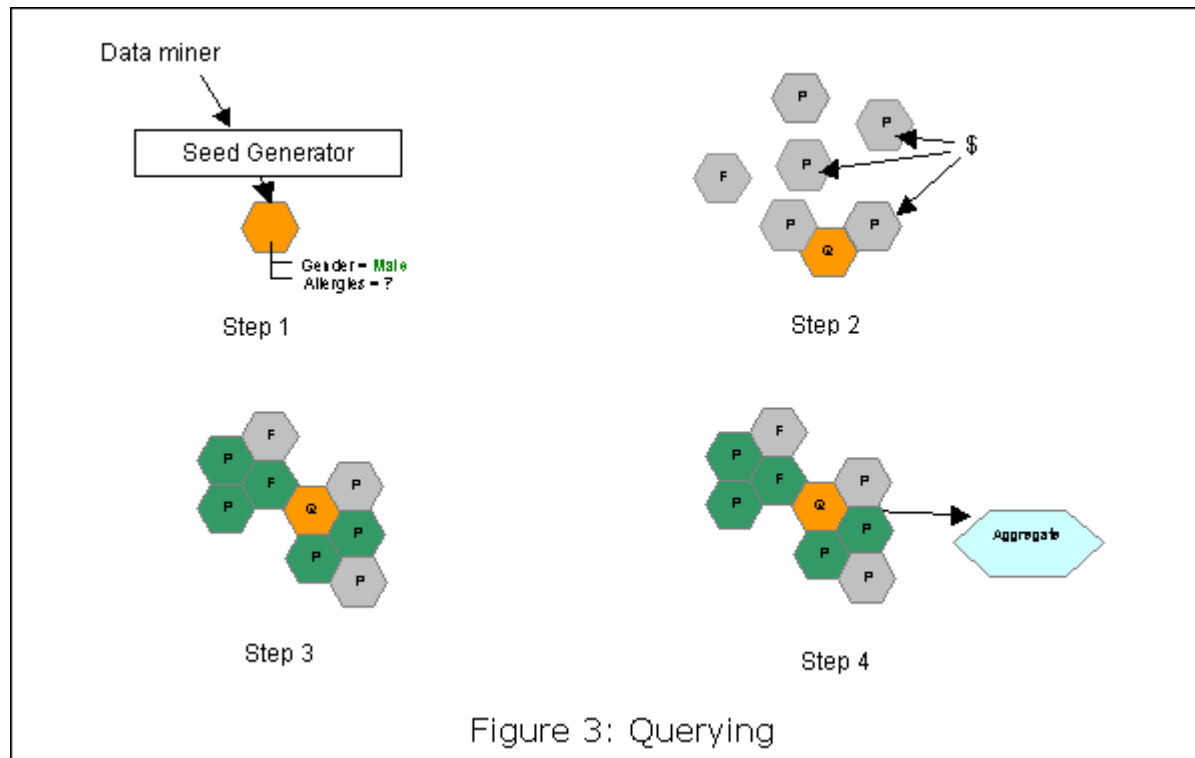 Data miner
Seed Generator
Gender = Male
Allergies = ?
Step 1
P
P
$
P
F
P
P
Q
Step 2
F
P
F
P
P
Q
P
P
P
Step 3
F
P
F
P
P
Q
P
P
P
Aggregate
Step 4
Figure 3: Querying